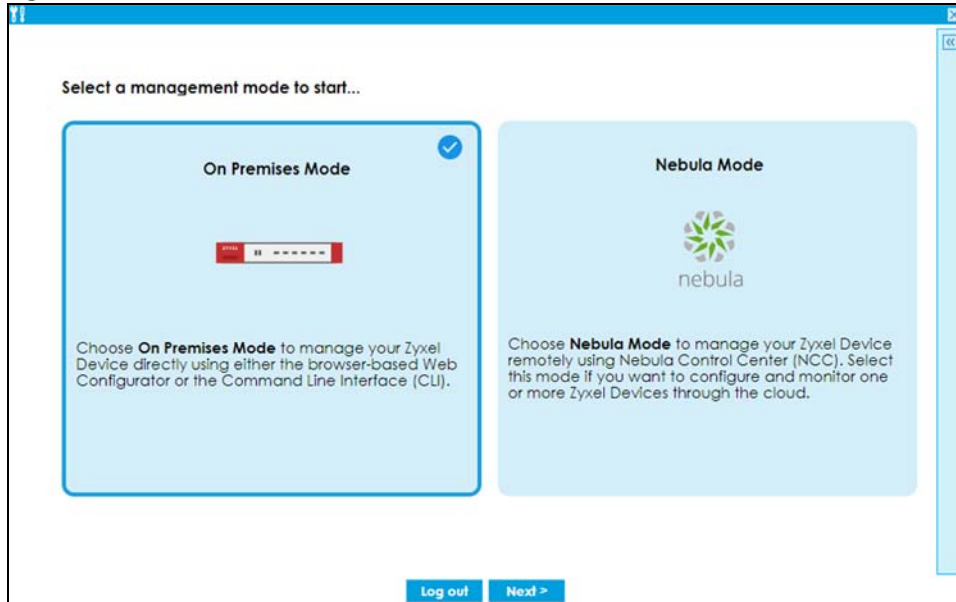 Select a management mode to start...
On Premises Mode
Choose On Premises Mode to manage your Zyxel
Device directly using either the browser-based Web
Configurator or the Command Line Interface (CLI).
Nebula Mode
nebula
Choose Nebula Mode to manage your Zyxel Device
remotely using Nebula Control Center (NCC). Select
this mode if you want to configure and monitor one
or more Zyxel Devices through the cloud.
Log out
Next >